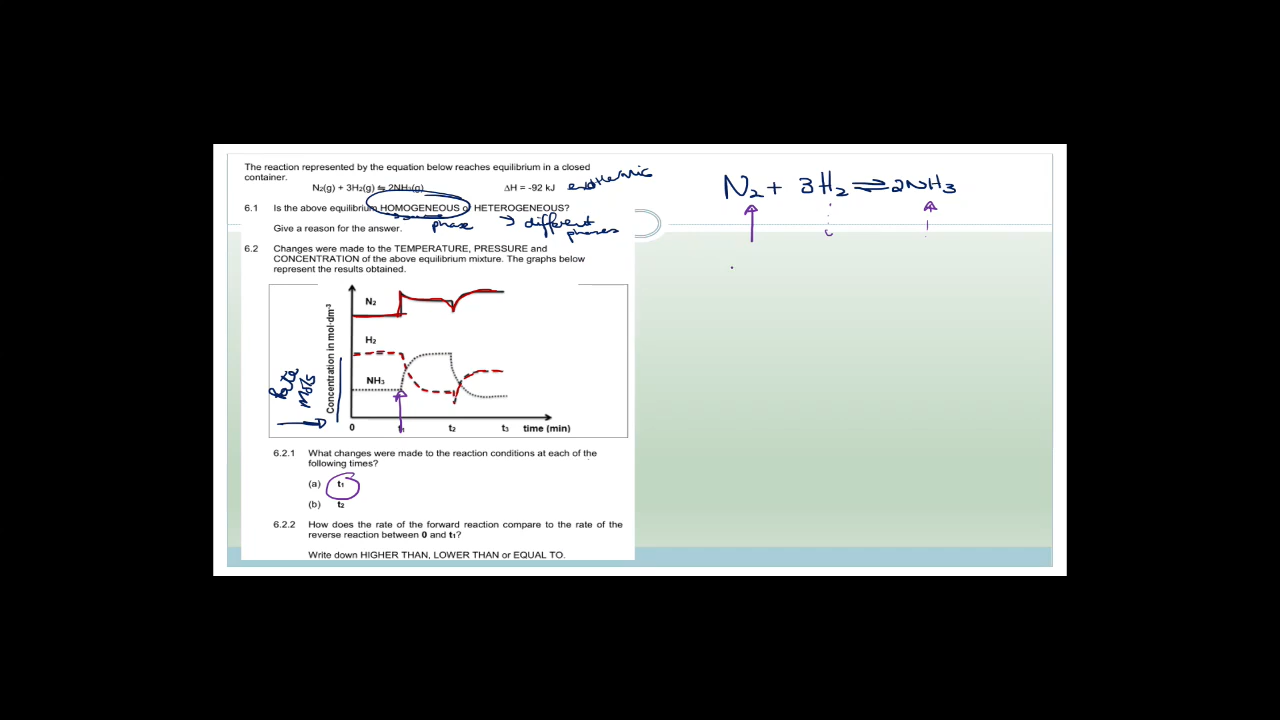 The reaction represented by the equation below reaches equilibrium in a closed
container.
N₂(g) + 3H₂(g) ⇋ 2NH₃(g) ΔH = -92 kJ
N₂ + 3H₂ ⇌ 2NH₃
6.1 Is the above equilibrium HOMOGENEOUS or HETEROGENEOUS?
phase → different
phases
Give a reason for the answer.
6.2 Changes were made to the TEMPERATURE, PRESSURE and
CONCENTRATION of the above equilibrium mixture. The graphs below
represent the results obtained.
N₂
H₂
NH₃
Concentration in mol·dm⁻³
Rate
Mols
0 t₁ t₂ t₃ time (min)
6.2.1 What changes were made to the reaction conditions at each of the
following times?
(a) t₁
(b) t₂
6.2.2 How does the rate of the forward reaction compare to the rate of the
reverse reaction between 0 and t₁?
Write down HIGHER THAN, LOWER THAN or EQUAL TO.